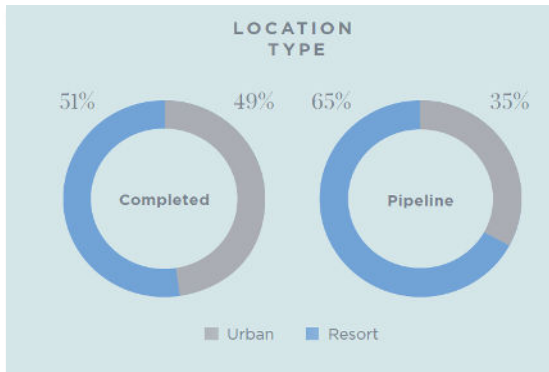 LOCATION
TYPE
51% 49% 65% 35%
Completed Pipeline
Urban Resort